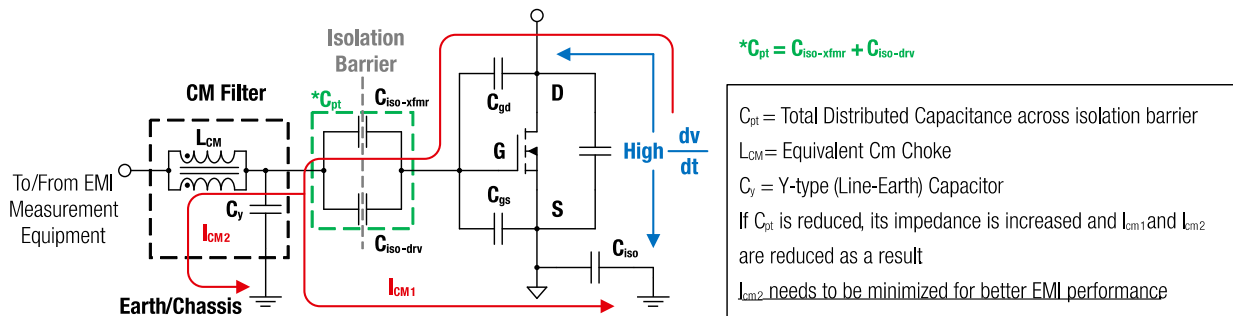 Isolation
Barrier
*Cpt = Ciso-xfmr + Ciso-drv
CM Filter
*Cpt
Ciso-xfmr
Cgd
D
LCM
G
High dv/dt
To/From EMI
Measurement
Equipment
Cy
Cgs
S
ICM2
Ciso-drv
Ciso
ICM1
Earth/Chassis
Cpt = Total Distributed Capacitance across isolation barrier
LCM = Equivalent Cm Choke
Cy = Y-type (Line-Earth) Capacitor
If Cpt is reduced, its impedance is increased and Icm1 and Icm2
are reduced as a result
Icm2 needs to be minimized for better EMI performance